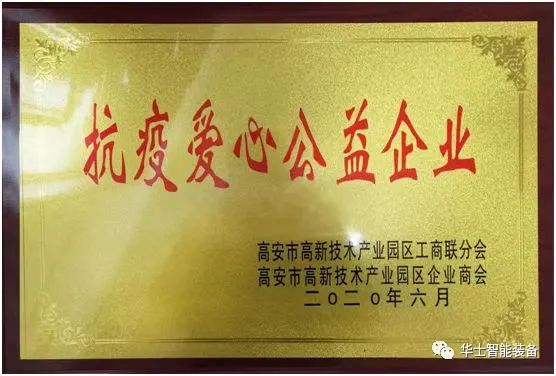 抗疫爱心公益企业
高安市高新技术产业园区工商联分会
高安市高新技术产业园区企业商会
二〇二〇年六月
华士智能装备